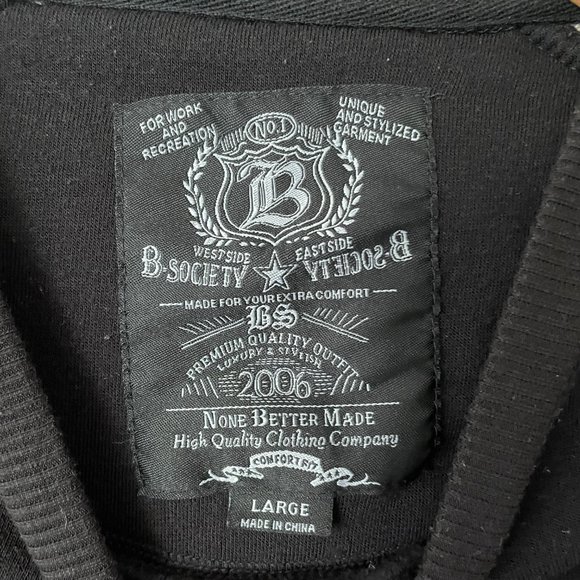 FOR WORK
AND
RECREATION
NO.1
UNIQUE
AND STYLIZED
GARMENT
B
WESTSIDE
EASTSIDE
B-SOCIETY
B-SOCIETY
MADE FOR YOUR EXTRA COMFORT
BS
PREMIUM QUALITY OUTFIT
LUXURY & STYLISH
2006
NONE BETTER MADE
High Quality Clothing Company
COMFORT FIT
LARGE
MADE IN CHINA